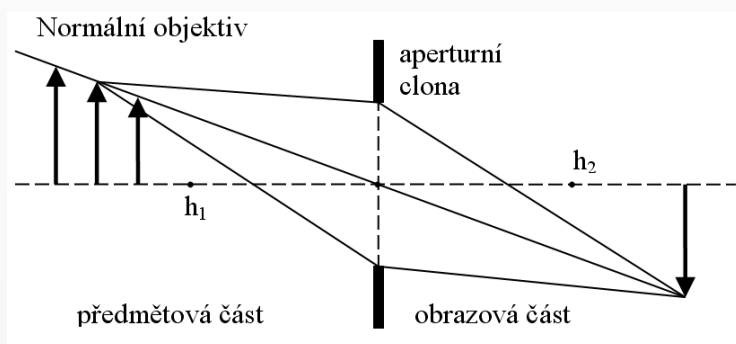 Normální objektiv
aperturní
clona
h₂
h₁
předmětová část
obrazová část